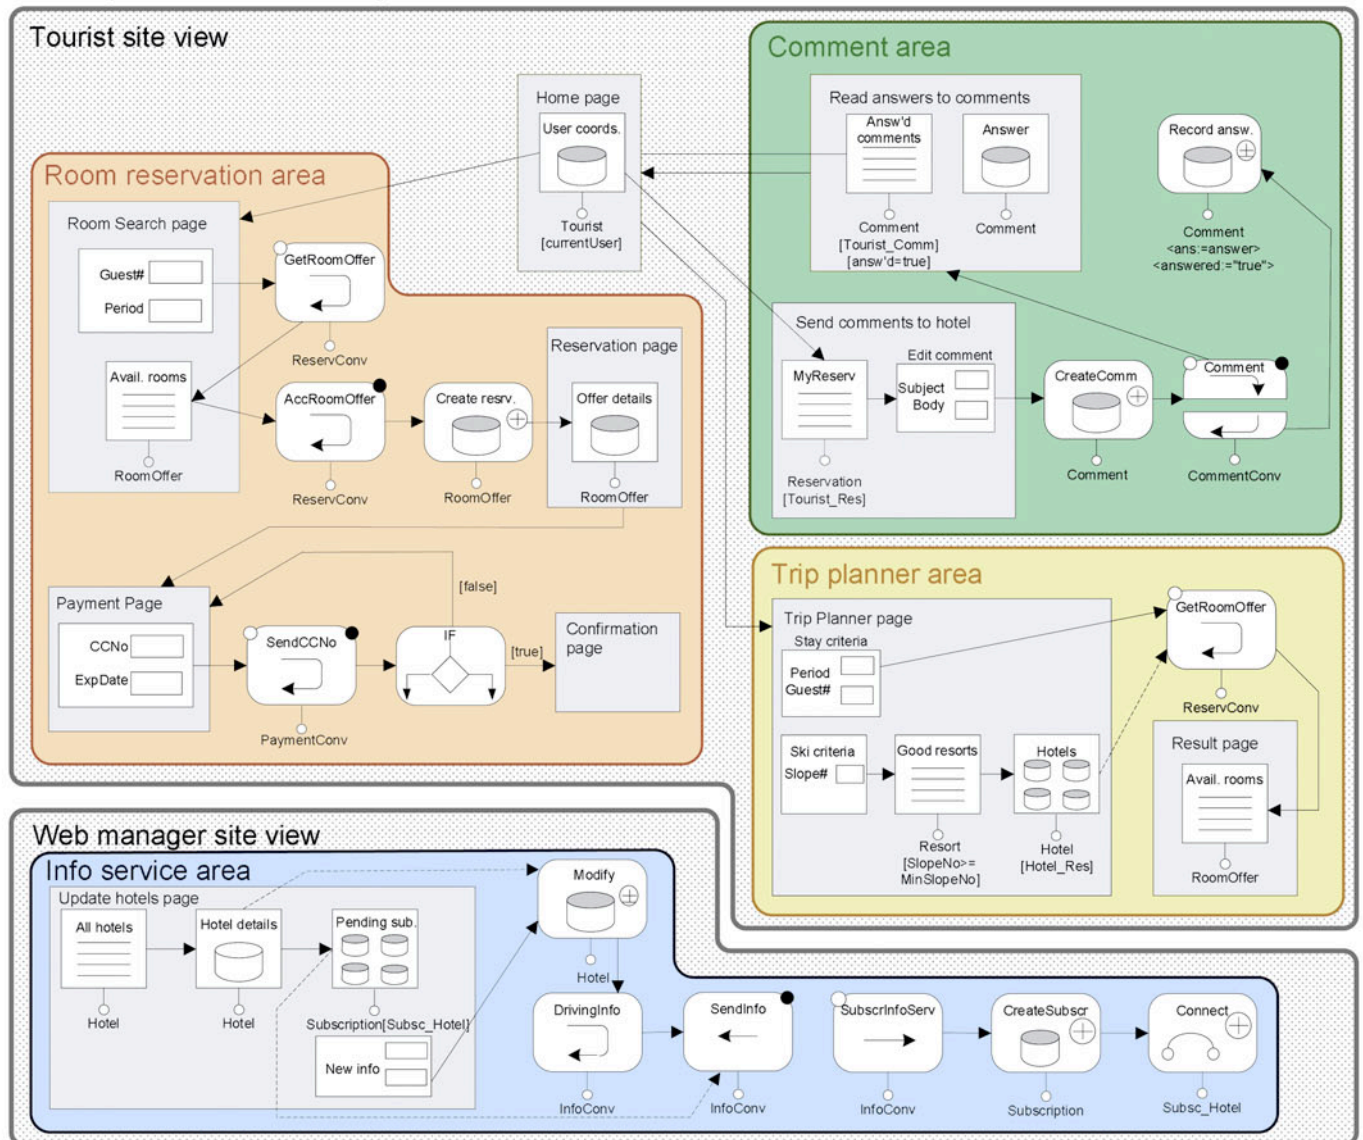 Tourist site view
Home page
User coords.
Tourist
[currentUser]
Comment area
Read answers to comments
Answ'd
comments
Comment
[Tourist_Comm]
[answ'd=true]
Answer
Comment
Record answ.
Comment
<ans:=answer>
<answered:="true">
Send comments to hotel
MyReserv
Reservation
[Tourist_Res]
Edit comment
Subject
Body
CreateComm
Comment
Comment
CommentConv
Room reservation area
Room Search page
Guest#
Period
GetRoomOffer
ReservConv
Avail. rooms
RoomOffer
AccRoomOffer
ReservConv
Create resrv.
RoomOffer
Reservation page
Offer details
RoomOffer
Payment Page
CCNo
ExpDate
SendCCNo
PaymentConv
IF
[false]
[true]
Confirmation
page
Trip planner area
Trip Planner page
Stay criteria
Period
Guest#
Ski criteria
Slope#
Good resorts
Resort
[SlopeNo>=
MinSlopeNo]
Hotels
Hotel
[Hotel_Res]
GetRoomOffer
ReservConv
Result page
Avail. rooms
RoomOffer
Web manager site view
Info service area
Update hotels page
All hotels
Hotel
Hotel details
Hotel
Pending sub.
Subscription[Subsc_Hotel]
New info
Modify
Hotel
DrivingInfo
InfoConv
SendInfo
InfoConv
SubscrInfoServ
InfoConv
CreateSubscr
Subscription
Connect
Subsc_Hotel